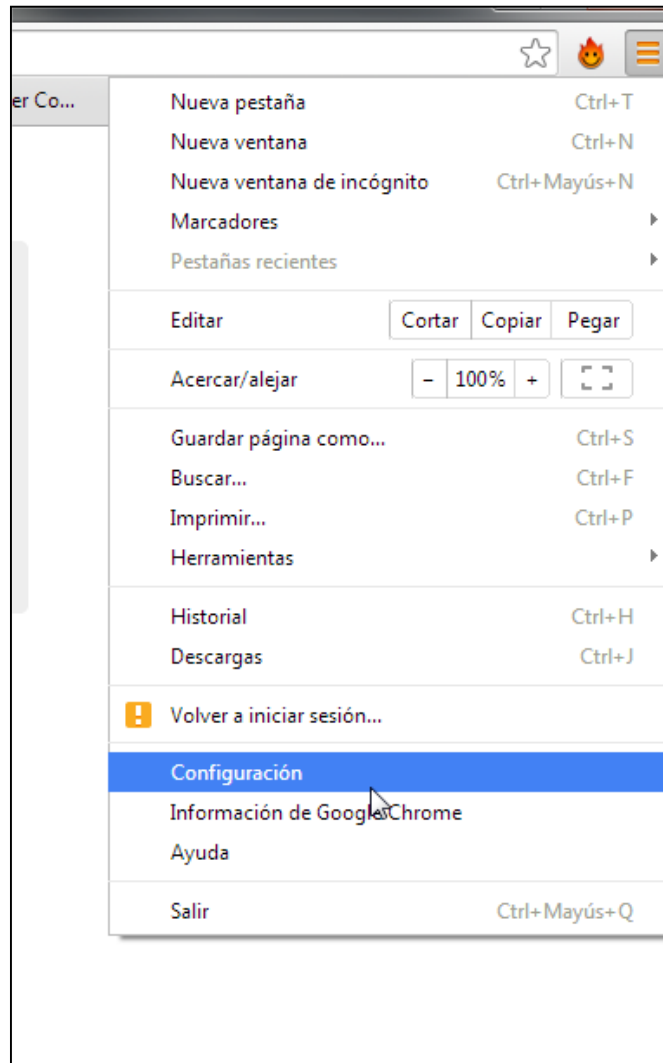 er Co...
Nueva pestaña Ctrl+T
Nueva ventana Ctrl+N
Nueva ventana de incógnito Ctrl+Mayús+N
Marcadores
Pestañas recientes
Editar Cortar Copiar Pegar
Acercar/alejar - 100% +
Guardar página como... Ctrl+S
Buscar... Ctrl+F
Imprimir... Ctrl+P
Herramientas
Historial Ctrl+H
Descargas Ctrl+J
Volver a iniciar sesión...
Configuración
Información de Google Chrome
Ayuda
Salir Ctrl+Mayús+Q